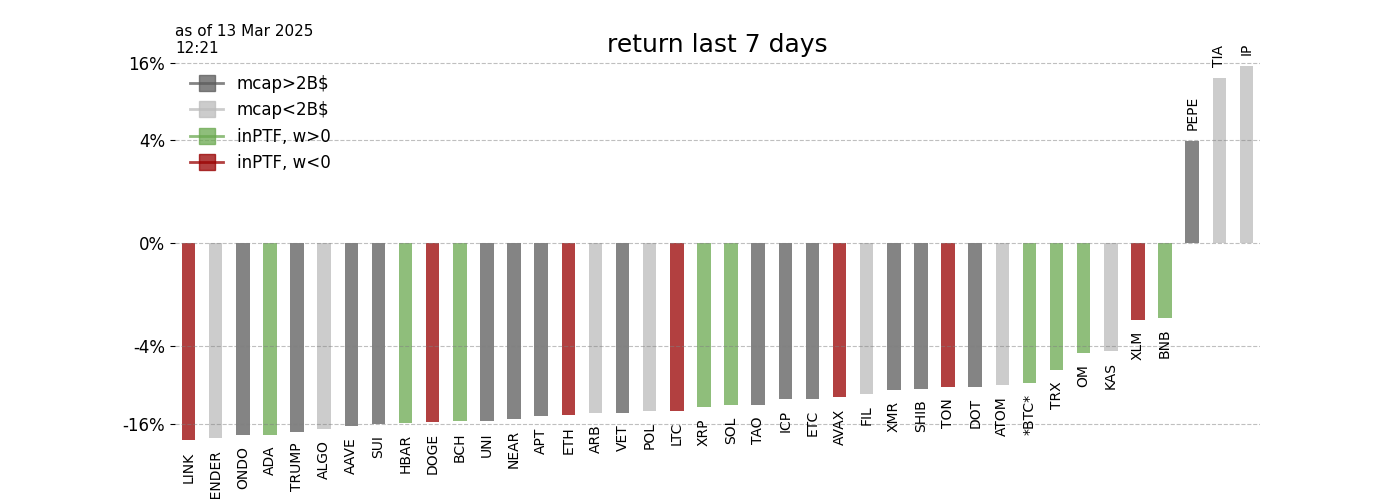 as of 13 Mar 2025
12:21
return last 7 days
16%
4%
0%
-4%
-16%
mcap>2B$
mcap<2B$
inPTF, w>0
inPTF, w<0
LINK
ENDER
ONDO
ADA
TRUMP
ALGO
AAVE
SUI
HBAR
DOGE
BCH
UNI
NEAR
APT
ETH
ARB
VET
POL
LTC
XRP
SOL
TAO
ICP
ETC
AVAX
FIL
XMR
SHIB
TON
DOT
ATOM
*BTC*
TRX
OM
KAS
XLM
BNB
PEPE
TIA
IP